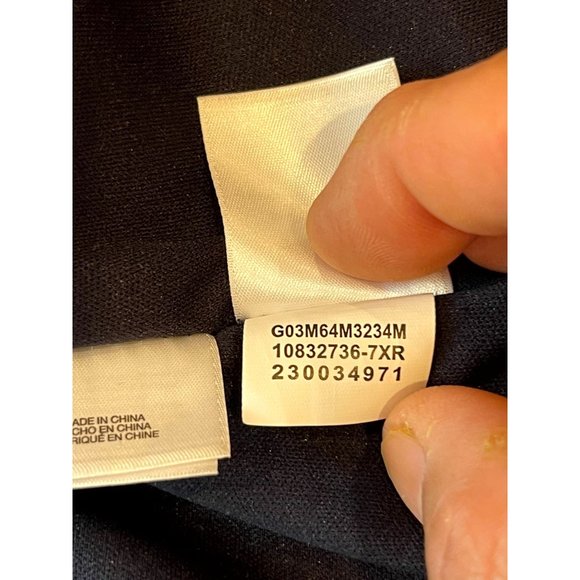 G03M64M3234M
10832736-7XR
230034971
ADE IN CHINA
CHO EN CHINA
RIQUÉ EN CHINE